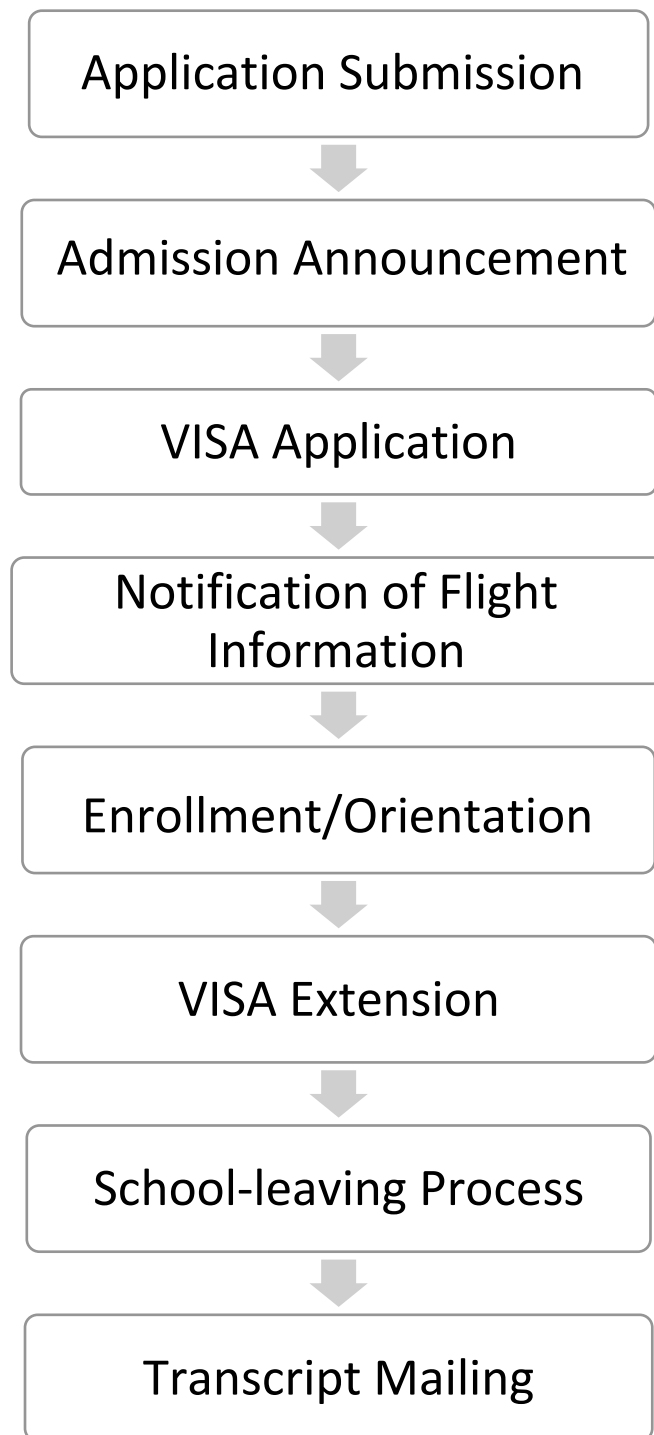 Application Submission
Admission Announcement
VISA Application
Notification of Flight
Information
Enrollment/Orientation
VISA Extension
School-leaving Process
Transcript Mailing